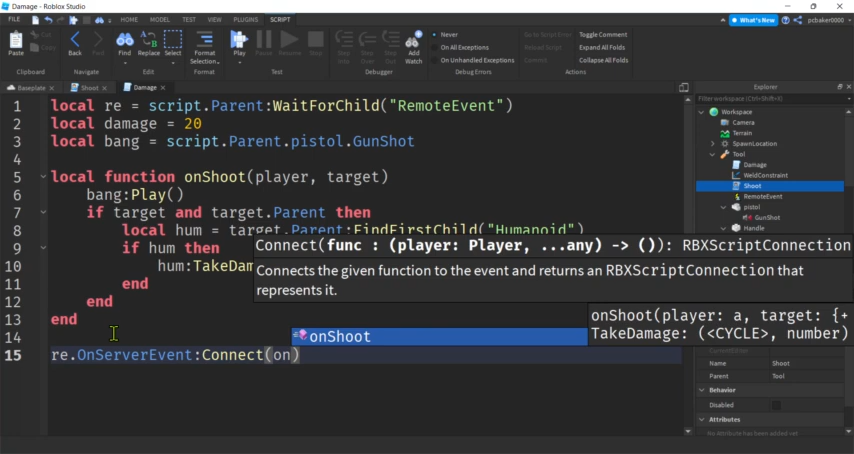 Damage - Roblox Studio
FILE HOME MODEL TEST VIEW PLUGINS SCRIPT What's New pcbaker0000
Paste Cut Copy Back Find Replace Select Format Selection Play Pause Resume Stop Step Into Step Over Step Out Add Watch
Never
On All Exceptions
On Unhandled Exceptions
Go to Script Error
Reload Script
Commit
Toggle Comment
Expand All Folds
Collapse All Folds
Clipboard Navigate Edit Format Test Debugger Debug Errors Actions
Baseplate Shoot Damage
1 local re = script.Parent:WaitForChild("RemoteEvent")
2 local damage = 20
3 local bang = script.Parent.pistol.GunShot
4
5 local function onShoot(player, target)
6 bang:Play()
7 if target and target.Parent then
8 local hum = target.Parent:FindFirstChild("Humanoid")
9 if hum then
10 hum:TakeDam
11 end
12 end
13 end
14
15 re.OnServerEvent:Connect(on)
Connect(func : (player: Player, ...any) -> ()): RBXScriptConnection
Connects the given function to the event and returns an RBXScriptConnection that
represents it.
onShoot
onShoot(player: a, target: {+
TakeDamage: (<CYCLE>, number)
Explorer
Filter workspace (Ctrl+Shift+X)
Workspace
Camera
Terrain
SpawnLocation
Tool
Damage
WeldConstraint
Shoot
RemoteEvent
pistol
GunShot
Handle
Name Shoot
Parent Tool
Behavior
Disabled
Attributes
No Attribute has been added yet